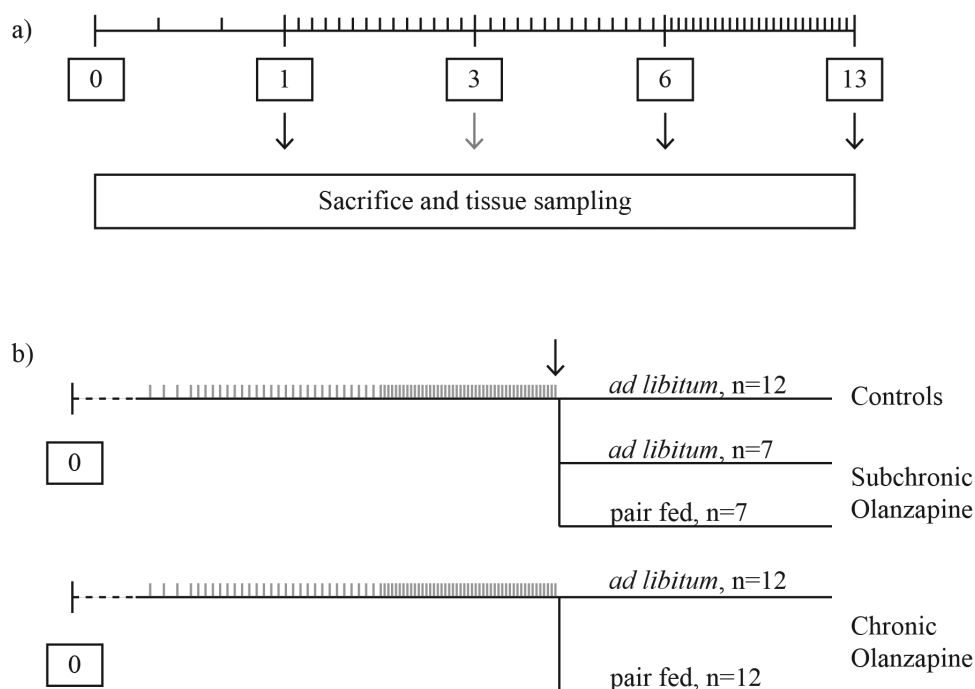 a)
0 1 3 6 13
Sacrifice and tissue sampling
b)
ad libitum, n=12 Controls
0
ad libitum, n=7
Subchronic
Olanzapine
pair fed, n=7
ad libitum, n=12
Chronic
Olanzapine
0
pair fed, n=12